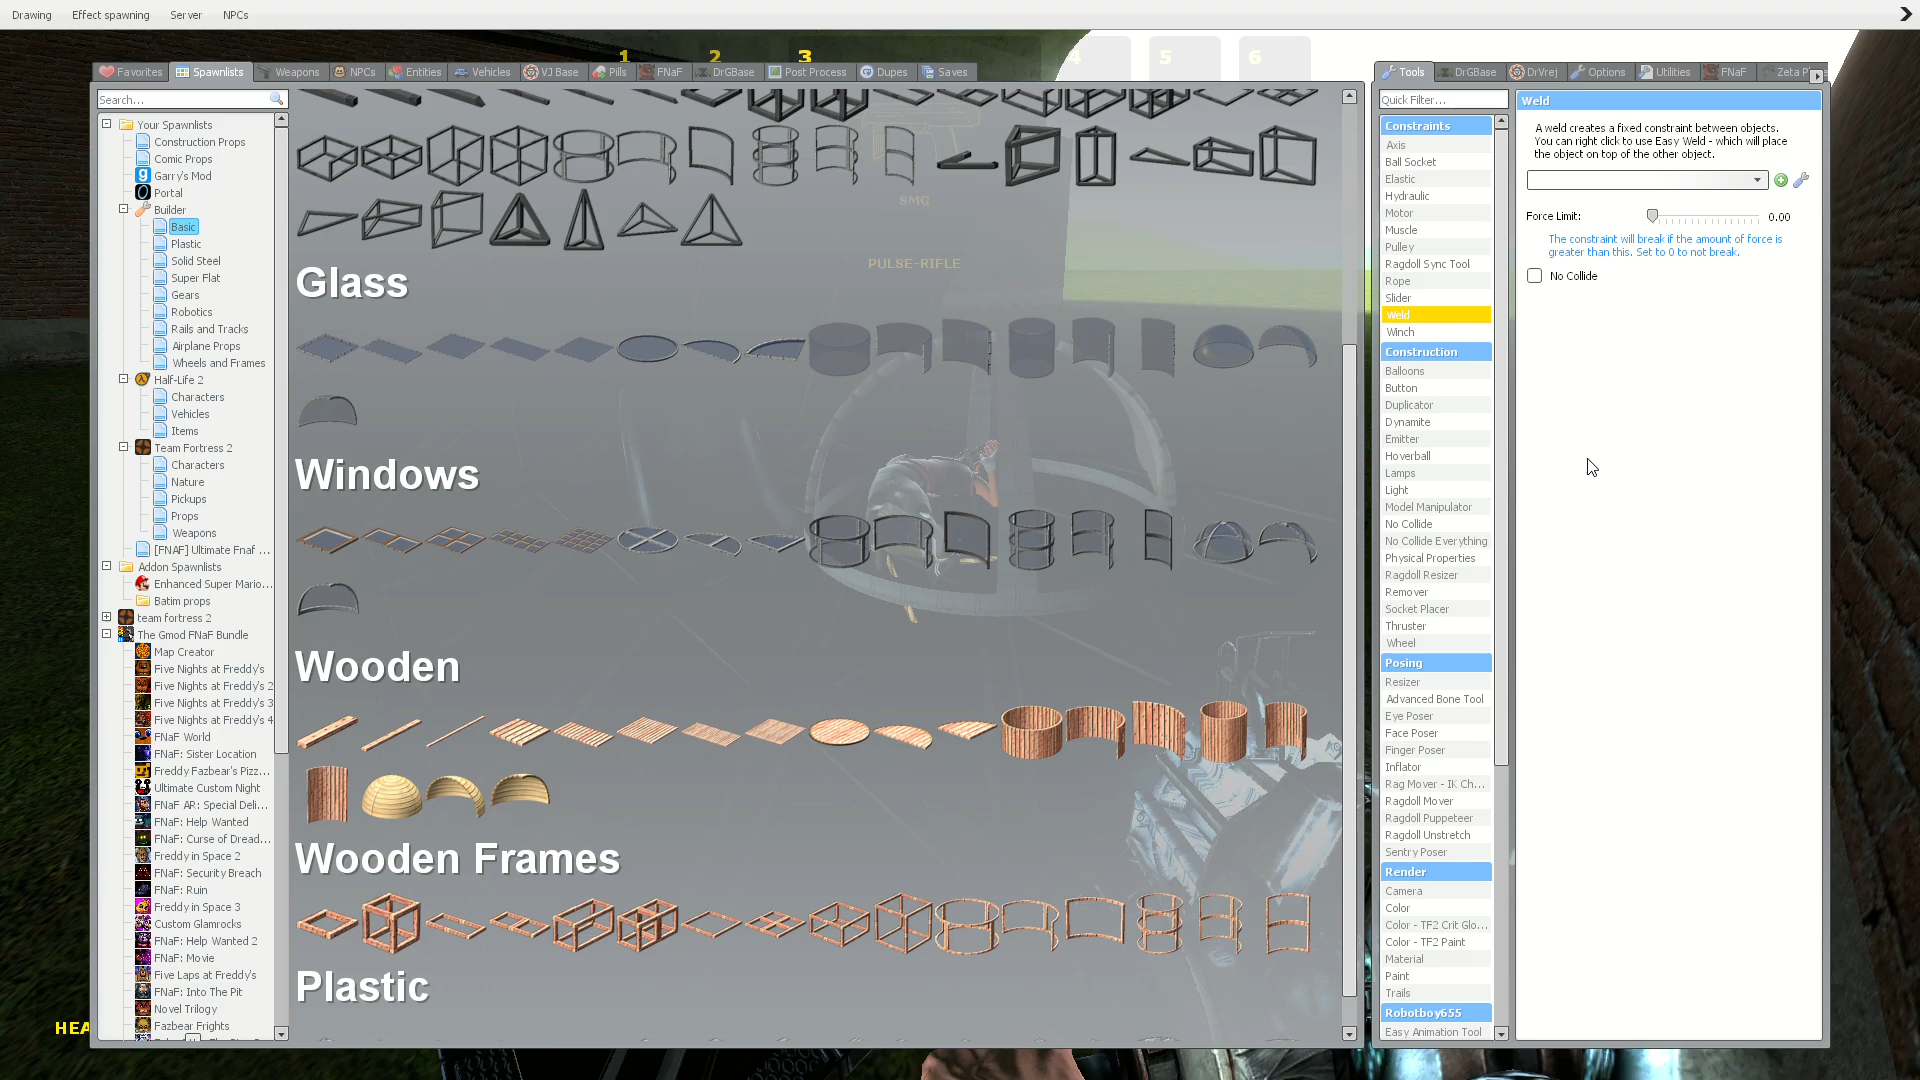 Drawing Effect spawning Server NPCs
1 2 3 4 5 6
Favorites Spawnlists Weapons NPCs Entities Vehicles VJ Base Pills FNaF DrGBase Post Process Dupes Saves
Search...
Your Spawnlists
Construction Props
Comic Props
Garry's Mod
Portal
Builder
Basic
Plastic
Solid Steel
Super Flat
Gears
Robotics
Rails and Tracks
Airplane Props
Wheels and Frames
Half-Life 2
Characters
Vehicles
Items
Team Fortress 2
Characters
Nature
Pickups
Props
Weapons
[FNAF] Ultimate Fnaf ...
Addon Spawnlists
Enhanced Super Mario...
Batim props
team fortress 2
The Gmod FNaF Bundle
Map Creator
Five Nights at Freddy's
Five Nights at Freddy's 2
Five Nights at Freddy's 3
Five Nights at Freddy's 4
FNaF World
FNaF: Sister Location
Freddy Fazbear's Pizz...
Ultimate Custom Night
FNaF AR: Special Deli...
FNaF: Help Wanted
FNaF: Curse of Dread...
Freddy in Space 2
FNaF: Security Breach
FNaF: Ruin
Freddy in Space 3
Custom Glamrocks
FNaF: Help Wanted 2
FNaF: Movie
Five Laps at Freddy's
FNaF: Into The Pit
Novel Trilogy
Fazbear Frights
HEA
SMG
PULSE-RIFLE
Glass
Windows
Wooden
Wooden Frames
Plastic
Tools DrGBase DrVrej Options Utilities FNaF Zeta
Quick Filter...
Constraints
Axis
Ball Socket
Elastic
Hydraulic
Motor
Muscle
Pulley
Ragdoll Sync Tool
Rope
Slider
Weld
Winch
Construction
Balloons
Button
Duplicator
Dynamite
Emitter
Hoverball
Lamps
Light
Model Manipulator
No Collide
No Collide Everything
Physical Properties
Ragdoll Resizer
Remover
Socket Placer
Thruster
Wheel
Posing
Resizer
Advanced Bone Tool
Eye Poser
Face Poser
Finger Poser
Inflator
Rag Mover - IK Ch...
Ragdoll Mover
Ragdoll Puppeteer
Ragdoll Unstretch
Sentry Poser
Render
Camera
Color
Color - TF2 Crit Glo...
Color - TF2 Paint
Material
Paint
Trails
Robotboy655
Easy Animation Tool
Weld
A weld creates a fixed constraint between objects.
You can right click to use Easy Weld - which will place
the object on top of the other object.
Force Limit: 0.00
The constraint will break if the amount of force is
greater than this. Set to 0 to not break.
No Collide